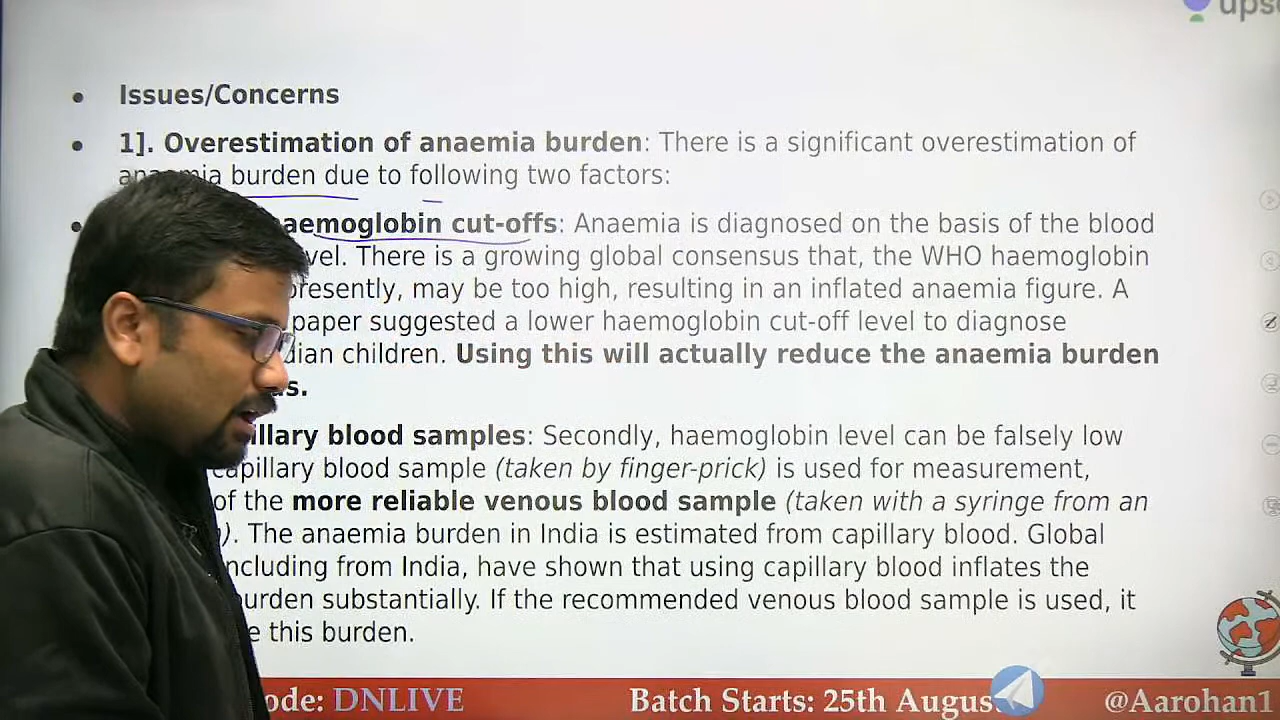 ups
• Issues/Concerns
• 1]. Overestimation of anaemia burden: There is a significant overestimation of
anaemia burden due to following two factors:
• aemoglobin cut-offs: Anaemia is diagnosed on the basis of the blood
vel. There is a growing global consensus that, the WHO haemoglobin
presently, may be too high, resulting in an inflated anaemia figure. A
paper suggested a lower haemoglobin cut-off level to diagnose
dian children. Using this will actually reduce the anaemia burden
as.
illary blood samples: Secondly, haemoglobin level can be falsely low
capillary blood sample (taken by finger-prick) is used for measurement,
of the more reliable venous blood sample (taken with a syringe from an
). The anaemia burden in India is estimated from capillary blood. Global
ncluding from India, have shown that using capillary blood inflates the
burden substantially. If the recommended venous blood sample is used, it
e this burden.
ode: DNLIVE Batch Starts: 25th Augus @Aarohan1